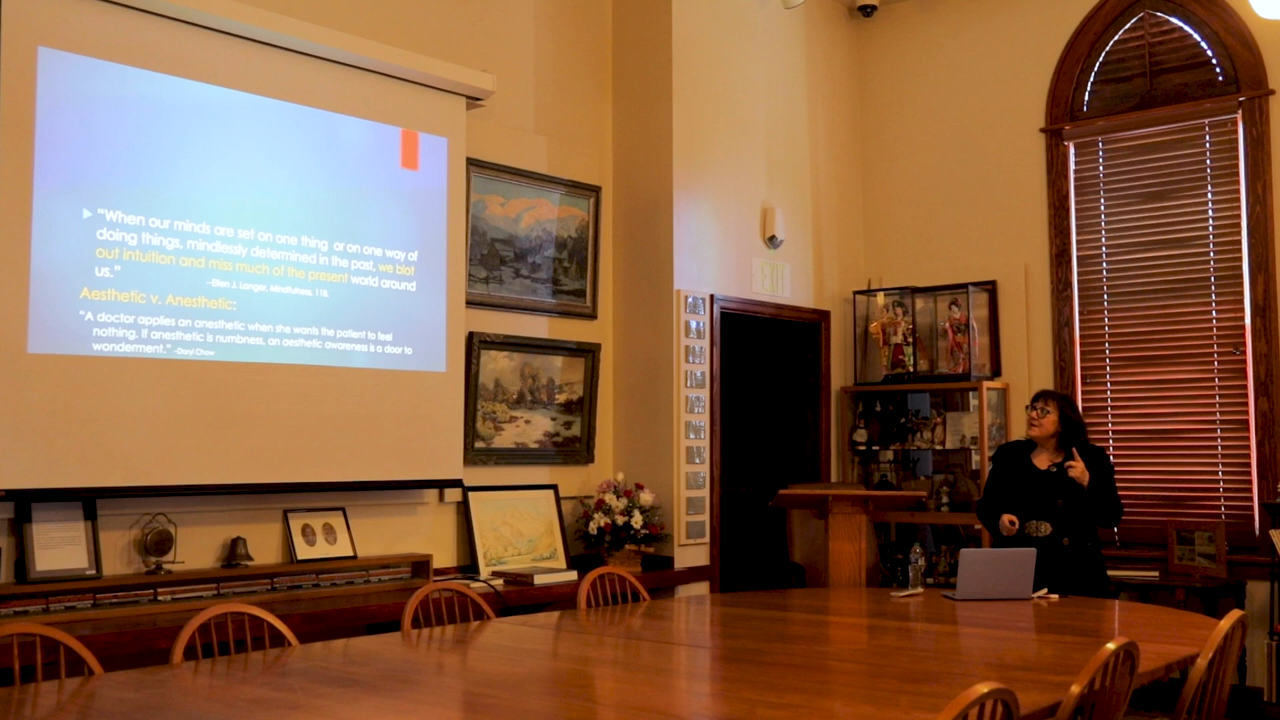 "When our minds are set on one thing or on one way of
doing things, mindlessly determined in the past, we blot
out intuition and miss much of the present world around
us."
--Ellen J. Langer, Mindfulness, 118.
Aesthetic v. Anesthetic:
"A doctor applies an anesthetic when she wants the patient to feel
nothing. If anesthetic is numbness, an aesthetic awareness is a door to
wonderment." -Daryl Chow
EXIT